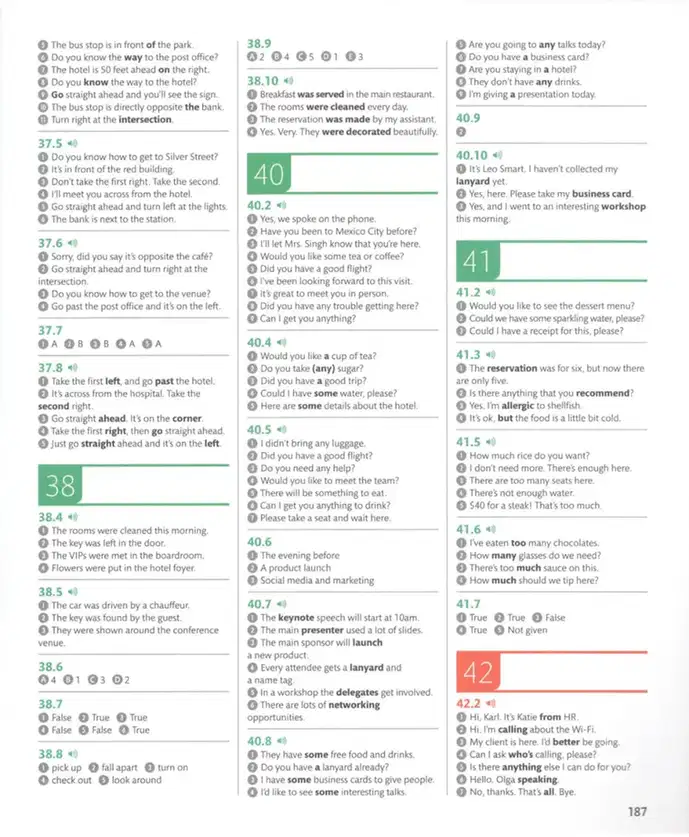 ❺ The bus stop is in front of the park.
❻ Do you know the way to the post office?
❼ The hotel is 50 feet ahead on the right.
❽ Do you know the way to the hotel?
❾ Go straight ahead and you'll see the sign.
❿ The bus stop is directly opposite the bank.
⓫ Turn right at the intersection.
37.5
❶ Do you know how to get to Silver Street?
❷ It's in front of the red building.
❸ Don't take the first right. Take the second.
❹ I'll meet you across from the hotel.
❺ Go straight ahead and turn left at the lights.
❻ The bank is next to the station.
37.6
❶ Sorry, did you say it's opposite the café?
❷ Go straight ahead and turn right at the
intersection.
❸ Do you know how to get to the venue?
❹ Go past the post office and it's on the left.
37.7
❶ A ❷ B ❸ B ❹ A ❺ A
37.8
❶ Take the first left, and go past the hotel.
❷ It's across from the hospital. Take the
second right.
❸ Go straight ahead. It's on the corner.
❹ Take the first right, then go straight ahead.
❺ Just go straight ahead and it's on the left.
38
38.4
❶ The rooms were cleaned this morning.
❷ The key was left in the door.
❸ The VIPs were met in the boardroom.
❹ Flowers were put in the hotel foyer.
38.5
❶ The car was driven by a chauffeur.
❷ The key was found by the guest.
❸ They were shown around the conference
venue.
38.6
Ⓐ 4 Ⓑ 1 Ⓒ 3 Ⓓ 2
38.7
❶ False ❷ True ❸ True
❹ False ❺ False ❻ True
38.8
❶ pick up ❷ fall apart ❸ turn on
❹ check out ❺ look around
38.9
Ⓐ 2 Ⓑ 4 Ⓒ 5 Ⓓ 1 Ⓔ 3
38.10
❶ Breakfast was served in the main restaurant.
❷ The rooms were cleaned every day.
❸ The reservation was made by my assistant.
❹ Yes. Very. They were decorated beautifully.
40
40.2
❶ Yes, we spoke on the phone.
❷ Have you been to Mexico City before?
❸ I'll let Mrs. Singh know that you're here.
❹ Would you like some tea or coffee?
❺ Did you have a good flight?
❻ I've been looking forward to this visit.
❼ It's great to meet you in person.
❽ Did you have any trouble getting here?
❾ Can I get you anything?
40.4
❶ Would you like a cup of tea?
❷ Do you take (any) sugar?
❸ Did you have a good trip?
❹ Could I have some water, please?
❺ Here are some details about the hotel.
40.5
❶ I didn't bring any luggage.
❷ Did you have a good flight?
❸ Do you need any help?
❹ Would you like to meet the team?
❺ There will be something to eat.
❻ Can I get you anything to drink?
❼ Please take a seat and wait here.
40.6
❶ The evening before
❷ A product launch
❸ Social media and marketing
40.7
❶ The keynote speech will start at 10am.
❷ The main presenter used a lot of slides.
❸ The main sponsor will launch
a new product.
❹ Every attendee gets a lanyard and
a name tag.
❺ In a workshop the delegates get involved.
❻ There are lots of networking
opportunities.
40.8
❶ They have some free food and drinks.
❷ Do you have a lanyard already?
❸ I have some business cards to give people.
❹ I'd like to see some interesting talks.
❺ Are you going to any talks today?
❻ Do you have a business card?
❼ Are you staying in a hotel?
❽ They don't have any drinks.
❾ I'm giving a presentation today.
40.9
❷
40.10
❶ It's Leo Smart. I haven't collected my
lanyard yet.
❷ Yes, here. Please take my business card.
❸ Yes, and I went to an interesting workshop
this morning.
41
41.2
❶ Would you like to see the dessert menu?
❷ Could we have some sparkling water, please?
❸ Could I have a receipt for this, please?
41.3
❶ The reservation was for six, but now there
are only five.
❷ Is there anything that you recommend?
❸ Yes. I'm allergic to shellfish.
❹ It's ok, but the food is a little bit cold.
41.5
❶ How much rice do you want?
❷ I don't need more. There's enough here.
❸ There are too many seats here.
❹ There's not enough water.
❺ $40 for a steak! That's too much.
41.6
❶ I've eaten too many chocolates.
❷ How many glasses do we need?
❸ There's too much sauce on this.
❹ How much should we tip here?
41.7
❶ True ❷ True ❸ False
❹ True ❺ Not given
42
42.2
❶ Hi, Karl. It's Katie from HR.
❷ Hi. I'm calling about the Wi-Fi.
❸ My client is here. I'd better be going.
❹ Can I ask who's calling, please?
❺ Is there anything else I can do for you?
❻ Hello. Olga speaking.
❼ No, thanks. That's all. Bye.
187